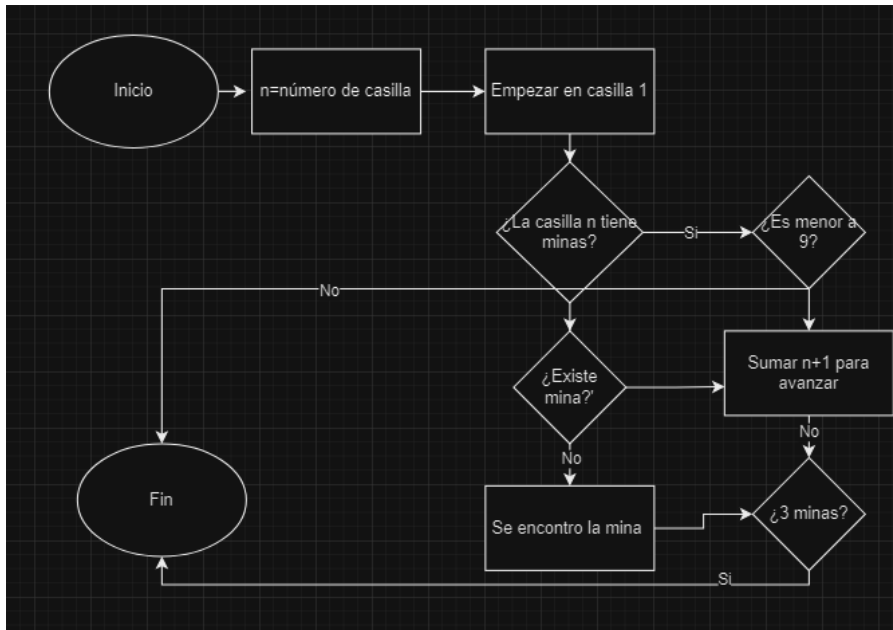 Inicio
n=número de casilla
Empezar en casilla 1
¿La casilla n tiene
minas?
Si
¿Es menor a
9?
No
¿Existe
mina?'
Sumar n+1 para
avanzar
No
No
Fin
Se encontro la mina
¿3 minas?
Si